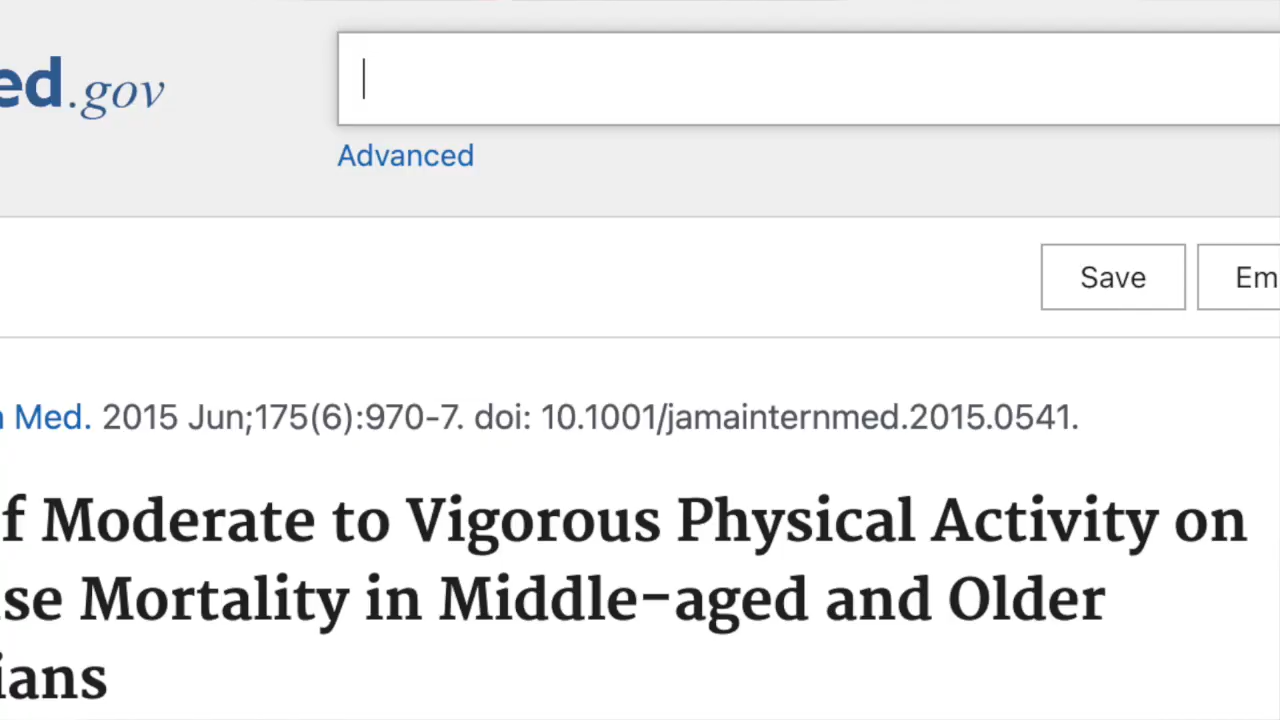 ed.gov
Advanced
Save Em
Med. 2015 Jun;175(6):970-7. doi: 10.1001/jamainternmed.2015.0541.
f Moderate to Vigorous Physical Activity on
se Mortality in Middle-aged and Older
ians